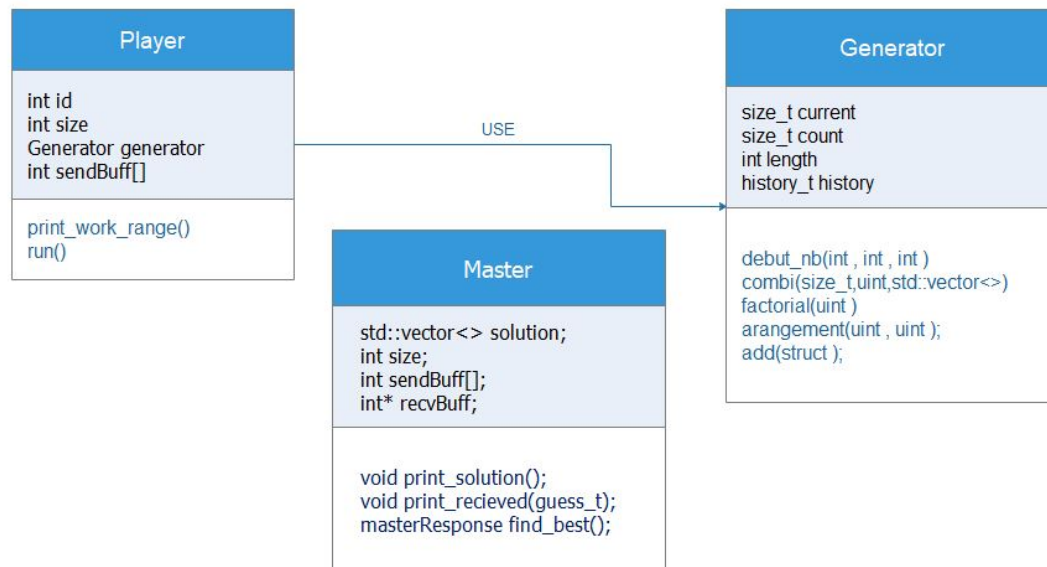 Player
int id
int size
Generator generator
int sendBuff[]
print_work_range()
run()
USE
Generator
size_t current
size_t count
int length
history_t history
debut_nb(int , int , int )
combi(size_t,uint,std::vector<>)
factorial(uint )
arangement(uint , uint );
add(struct );
Master
std::vector<> solution;
int size;
int sendBuff[];
int* recvBuff;
void print_solution();
void print_recieved(guess_t);
masterResponse find_best();